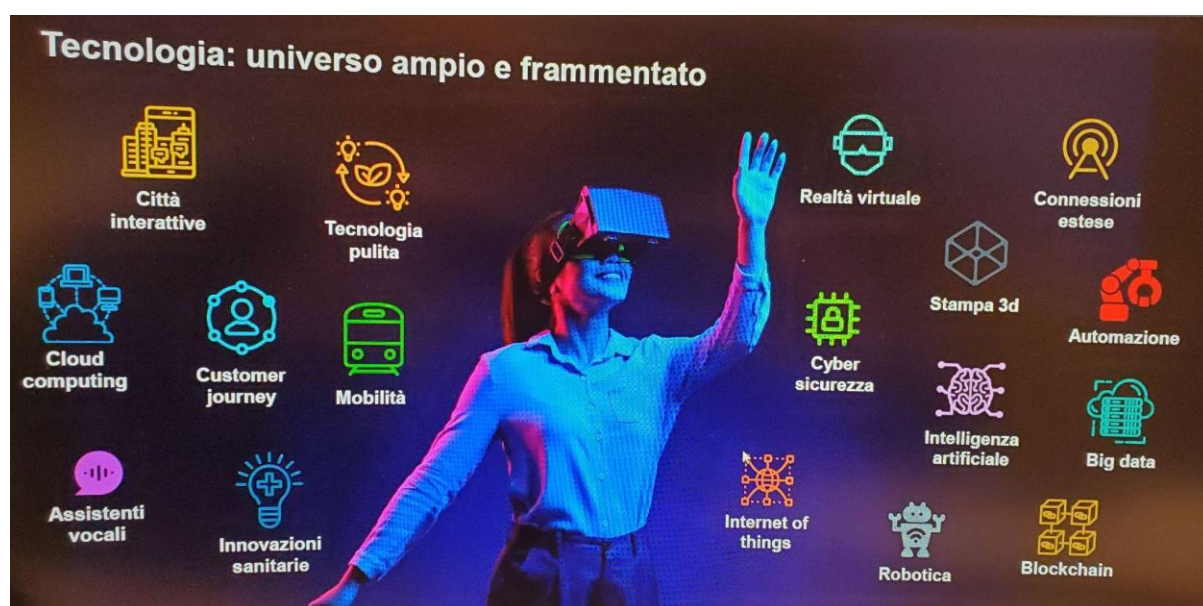 Tecnologia: universo ampio e frammentato
Città
interattive
Tecnologia
pulita
Realtà virtuale
Connessioni
estese
Cloud
computing
Customer
journey
Mobilità
Cyber
sicurezza
Stampa 3d
Automazione
Intelligenza
artificiale
Big data
Assistenti
vocali
Innovazioni
sanitarie
Internet of
things
Robotica
Blockchain